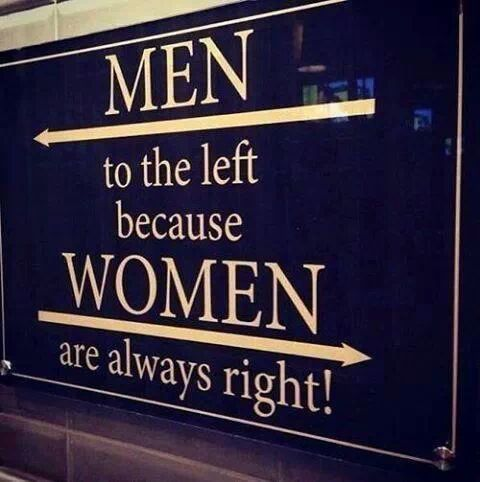 MEN
to the left
because
WOMEN
are always right!